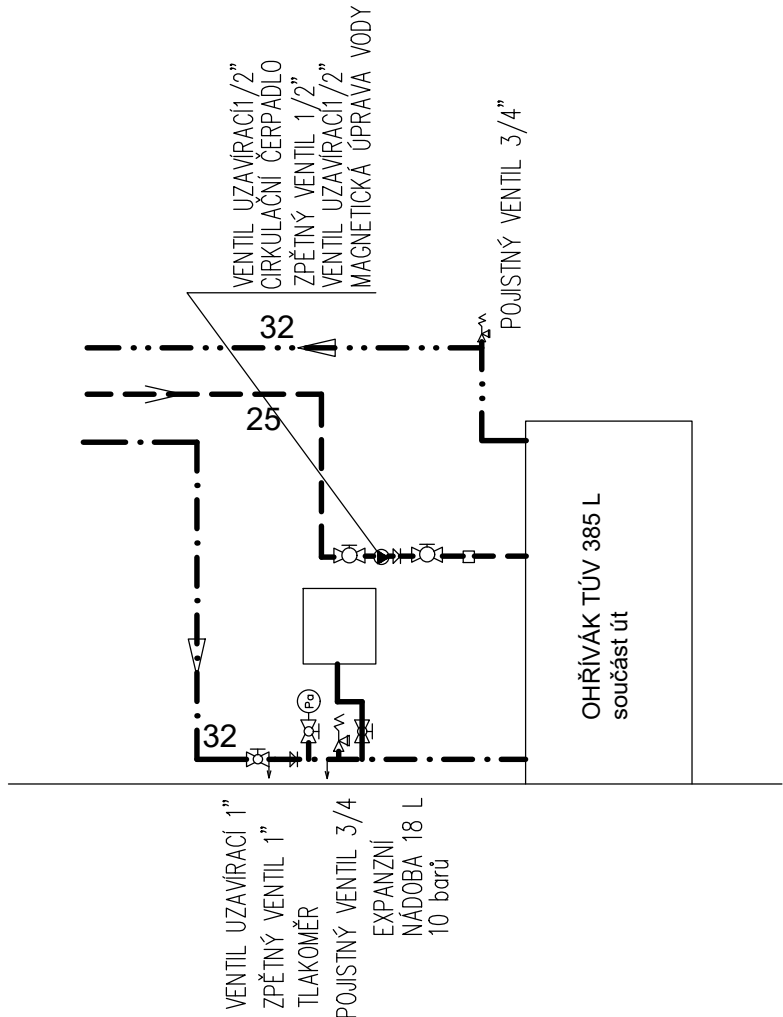 VENTIL UZAVÍRACÍ1/2"
CIRKULAČNÍ ČERPADLO
ZPĚTNÝ VENTIL 1/2"
VENTIL UZAVÍRACÍ1/2"
MAGNETICKÁ ÚPRAVA VODY
POJISTNÝ VENTIL 3/4"
32
25
32
Pa
OHŘÍVÁK TÚV 385 L
součást út
VENTIL UZAVÍRACÍ 1"
ZPĚTNÝ VENTIL 1"
TLAKOMĚR
POJISTNÝ VENTIL 3/4
EXPANZNÍ
NÁDOBA 18 L
10 barů